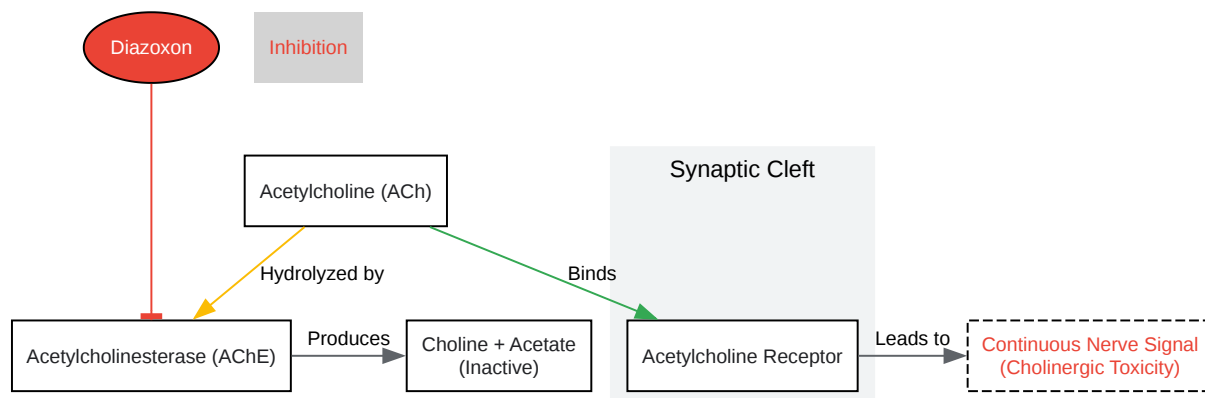 Diazoxon
Inhibition
Synaptic Cleft
Acetylcholine (ACh)
Hydrolyzed by
Binds
Acetylcholinesterase (AChE)
Produces
Choline + Acetate
(Inactive)
Acetylcholine Receptor
Leads to
Continuous Nerve Signal
(Cholinergic Toxicity)